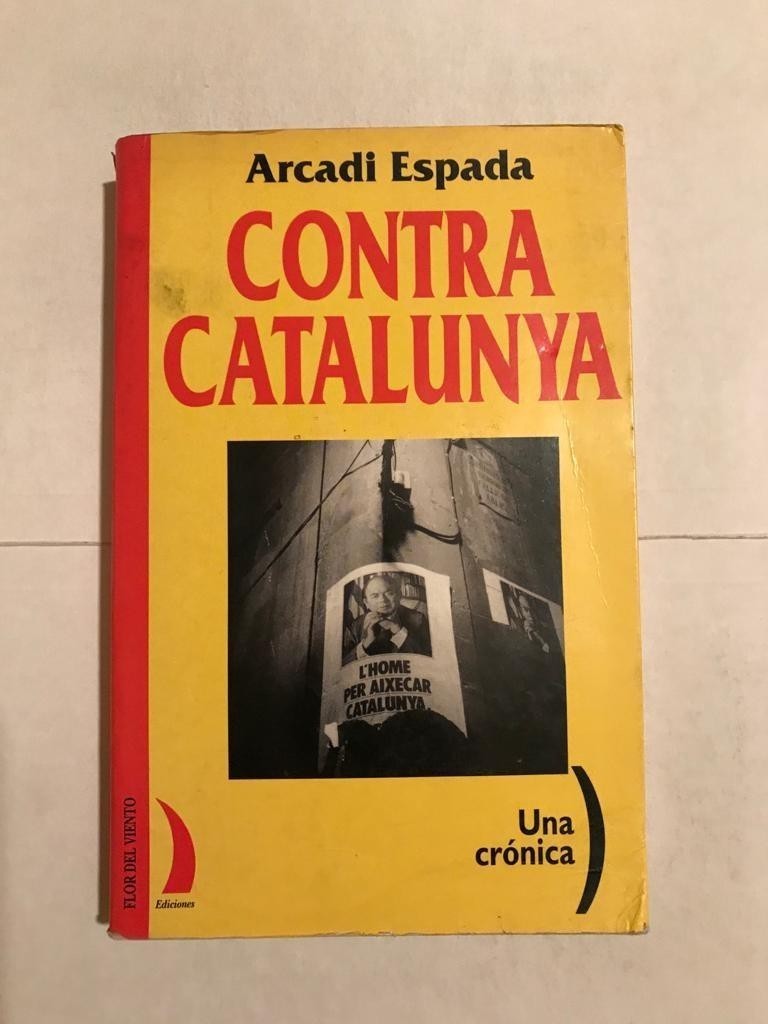 Arcadi Espada
CONTRA
CATALUNYA
L'HOME
PER AIXECAR
CATALUNYA
Una
crónica
FLOR DEL VIENTO
Ediciones